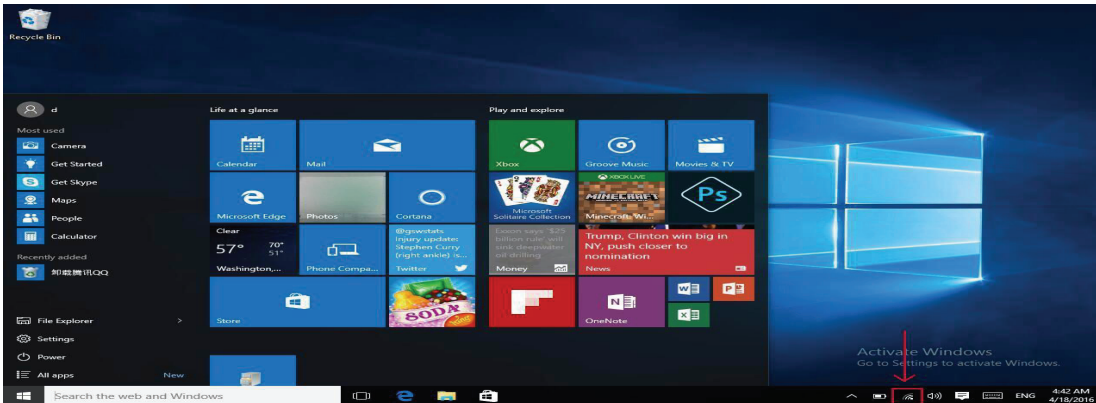 Recycle Bin
d
Life at a glance
Play and explore
Most used
Camera
Get Started
Get Skype
Maps
People
Calculator
Recently added
卸载腾讯QQ
File Explorer
Settings
Power
All apps
New
Calendar
Mail
Xbox
Groove Music
Movies & TV
Microsoft Edge
Photos
Cortana
Microsoft
Solitaire Collection
XBOX LIVE
MINECRAFT
Minecraft: Wi...
Ps
Clear
57°
70°
51°
Washington,...
Phone Compa...
@gswstats
Injury update:
Stephen Curry
(right ankle) is...
Twitter
Exxon says '$25
billion rule' will
sink deepwater
oil drilling
Money
Trump, Clinton win big in
NY, push closer to
nomination
News
Store
SODA
OneNote
Activate Windows
Go to Settings to activate Windows.
Search the web and Windows
ENG
4:42 AM
4/18/2016